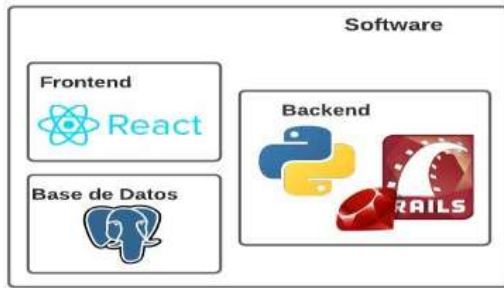 Software
Frontend
React
Backend
RAILS
Base de Datos